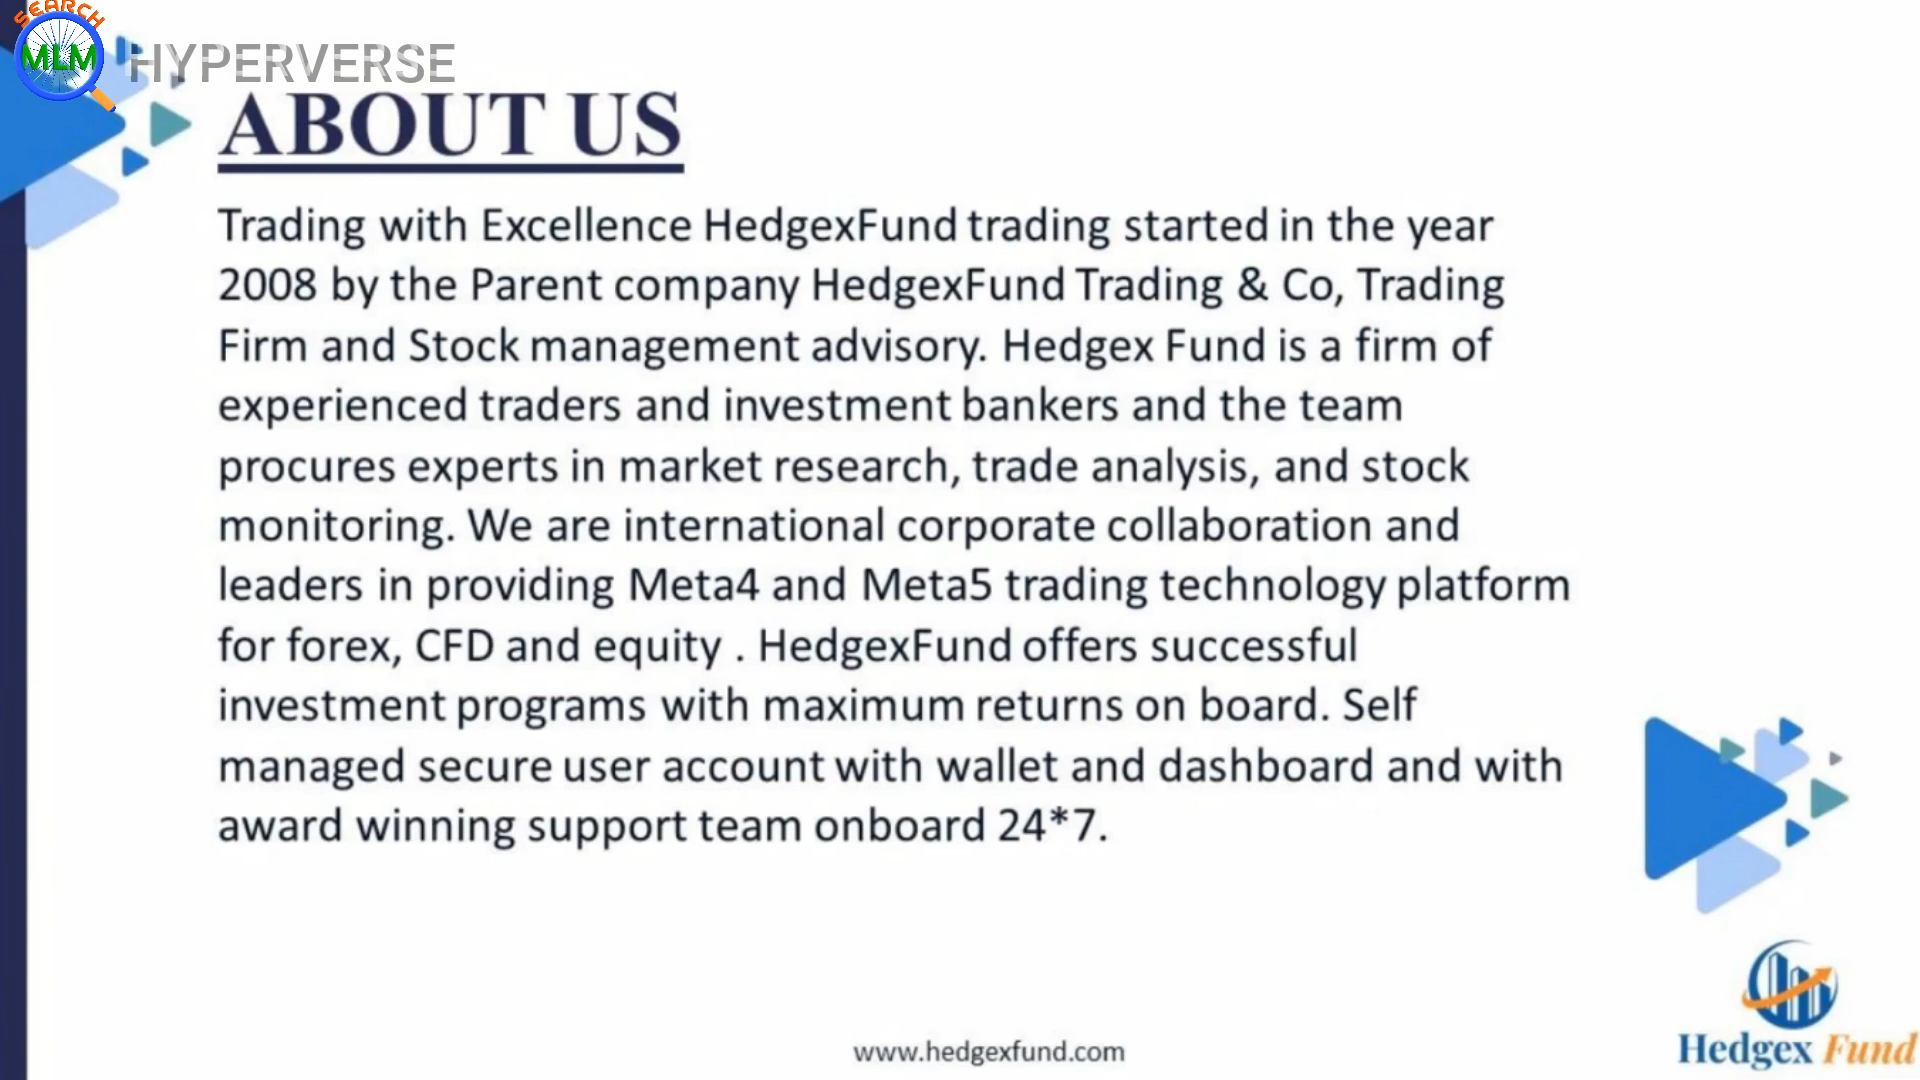 SEARCH
MLM
HYPERVERSE
ABOUT US
Trading with Excellence HedgexFund trading started in the year
2008 by the Parent company HedgexFund Trading & Co, Trading
Firm and Stock management advisory. Hedgex Fund is a firm of
experienced traders and investment bankers and the team
procures experts in market research, trade analysis, and stock
monitoring. We are international corporate collaboration and
leaders in providing Meta4 and Meta5 trading technology platform
for forex, CFD and equity . HedgexFund offers successful
investment programs with maximum returns on board. Self
managed secure user account with wallet and dashboard and with
award winning support team onboard 24*7.
www.hedgexfund.com
Hedgex Fund